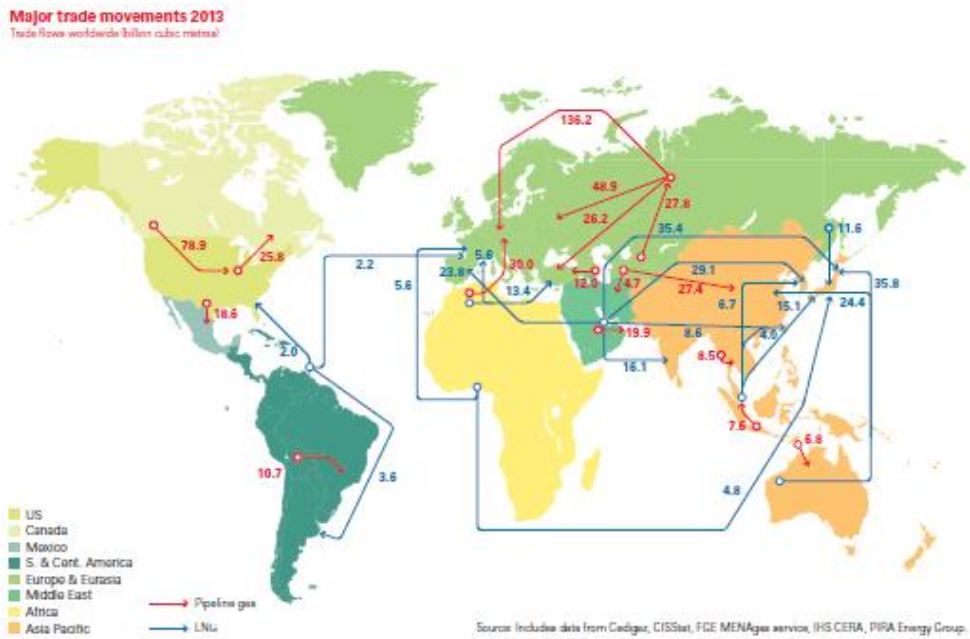 Major trade movements 2013
Trade flows worldwide (billion cubic metres)
136.2
48.9
27.8
26.2
11.6
35.4
78.9
25.8
2.2
5.6
23.8
30.0
29.1
5.6
12.0
4.7
27.4
35.8
13.4
6.7
15.1
24.4
18.6
19.9
8.6
4.0
2.0
16.1
8.5
7.6
6.8
10.7
3.6
4.8
US
Canada
Mexico
S. & Cent. America
Europe & Eurasia
Middle East
Africa
Asia Pacific
Pipeline gas
LNG
Source: Includes data from Cedigaz, CISStat, FGE MENAgas service, IHS CERA, PIRA Energy Group.